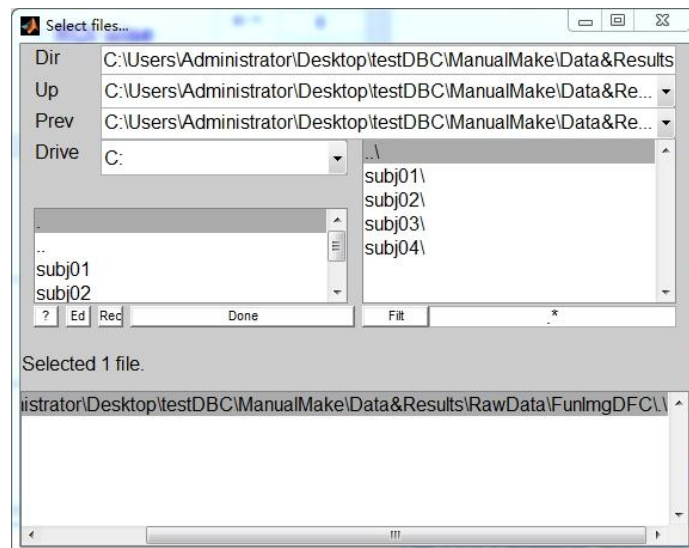 Select files...
Dir C:\Users\Administrator\Desktop\testDBC\ManualMake\Data&Results
Up C:\Users\Administrator\Desktop\testDBC\ManualMake\Data&Re...
Prev C:\Users\Administrator\Desktop\testDBC\ManualMake\Data&Re...
Drive C:
.
..
subj01
subj02
..\
subj01\
subj02\
subj03\
subj04\
? Ed Rec Done Filt .*
Selected 1 file.
istrator\Desktop\testDBC\ManualMake\Data&Results\RawData\FunImgDFC\.\